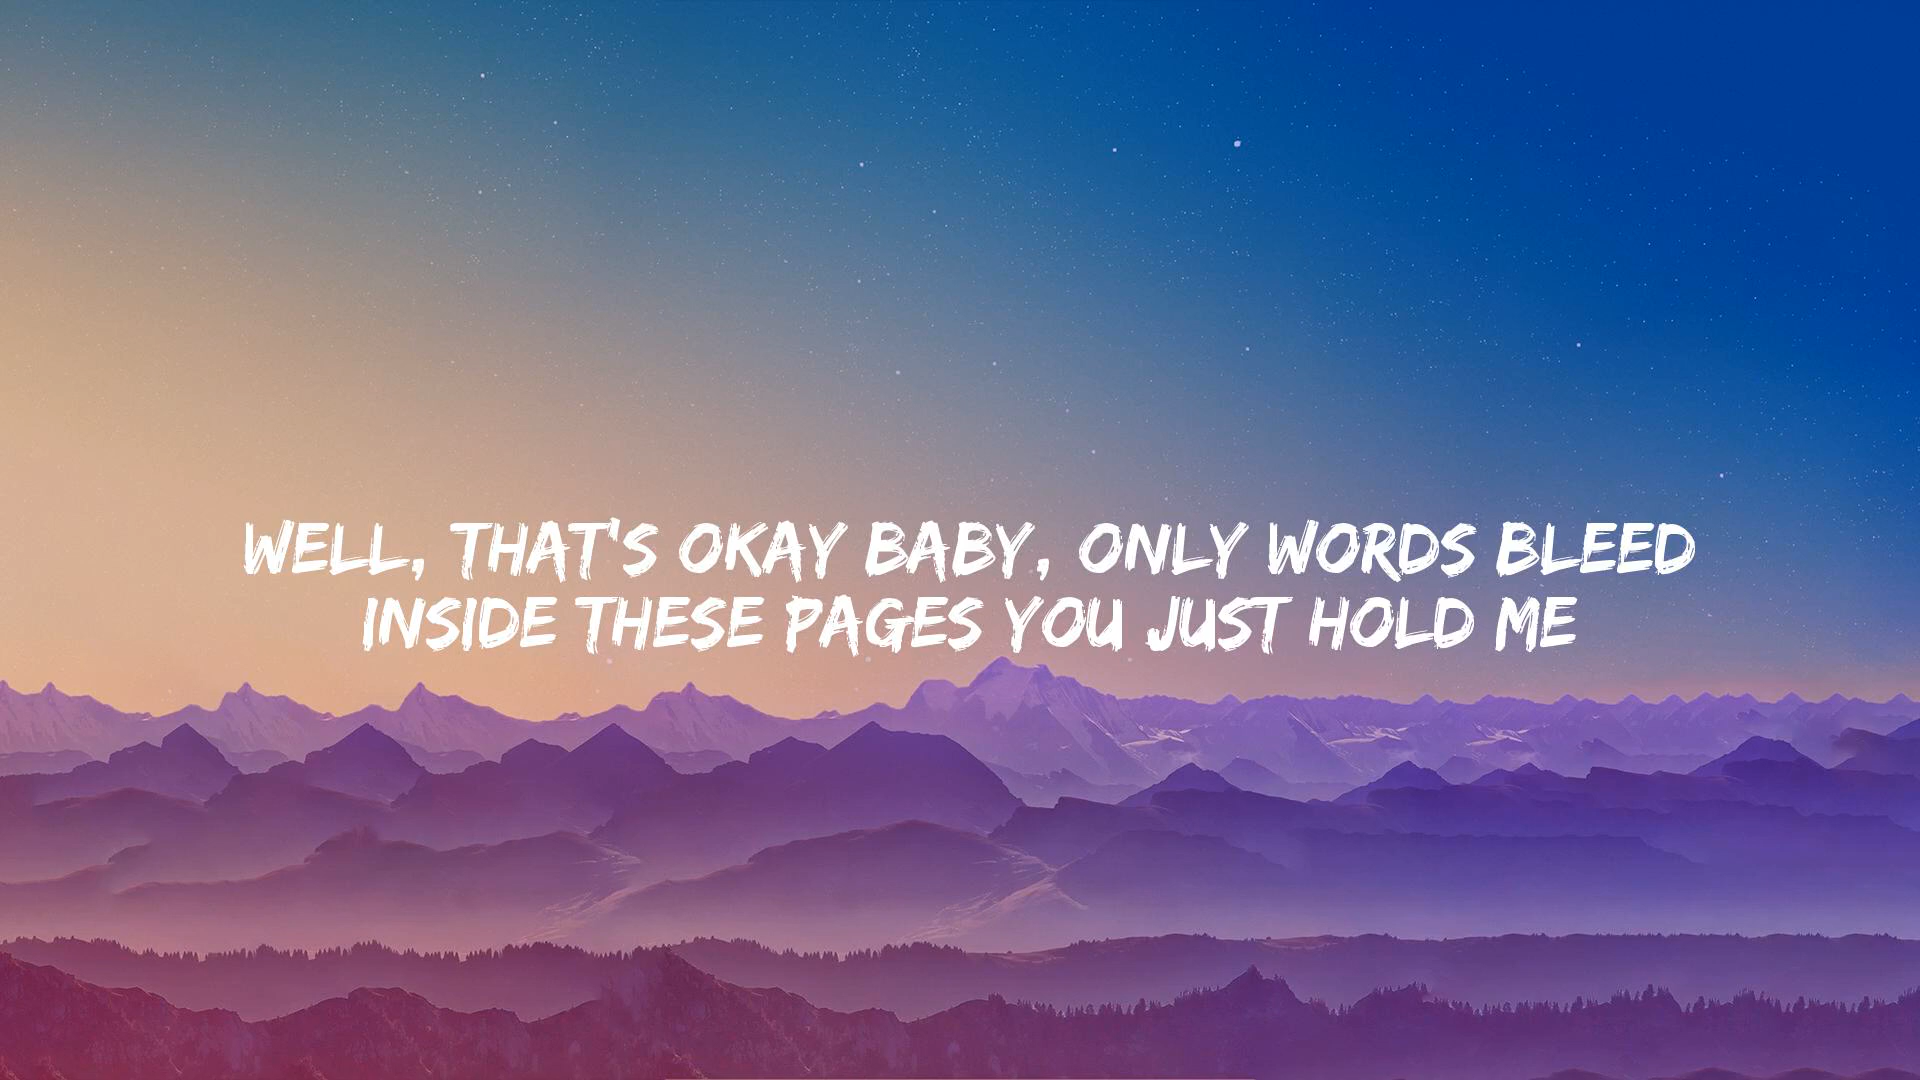 WELL, THAT'S OKAY BABY, ONLY WORDS BLEED
INSIDE THESE PAGES YOU JUST HOLD ME